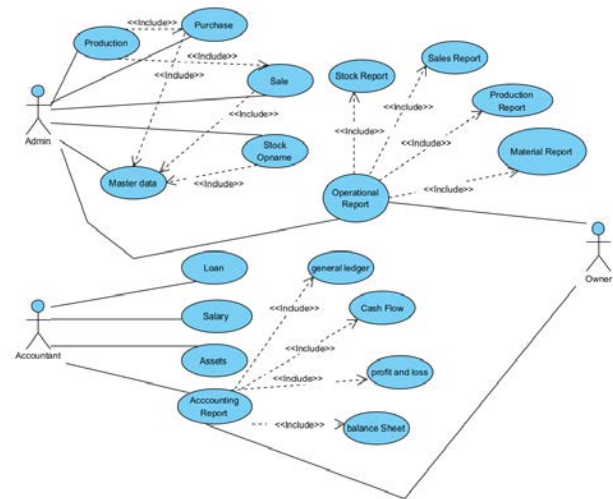 Purchase
<<Include>>
Production
<<Include>>
<<Include>>
Sale
<<Include>>
Stock
Opname
<<Include>>
Master data
Admin
Stock Report
Sales Report
Production
Report
Material Report
<<Include>>
<<Include>>
<<Include>>
<<Include>>
Operational
Report
Owner
Loan
Salary
Assets
Acccounting
Report
Accountant
general ledger
<<Include>>
Cash Flow
<<Include>>
<<Include>>
profit and loss
<<Include>>
balance Sheet